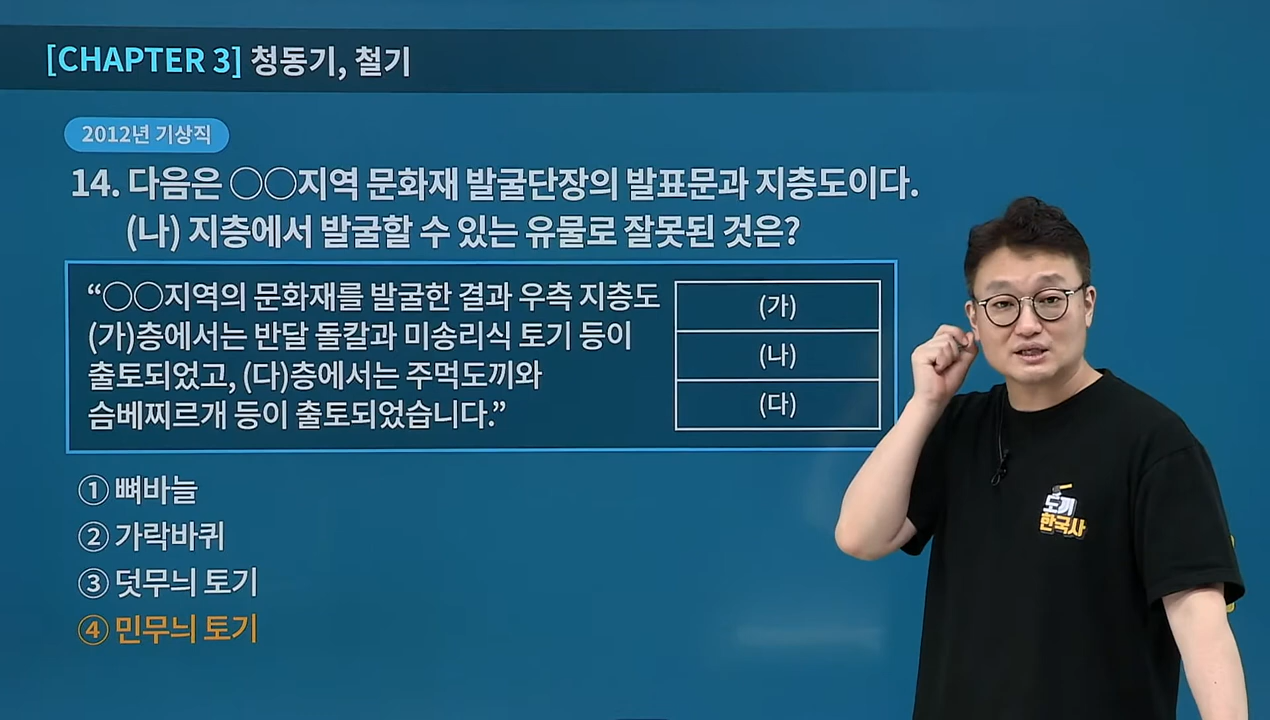 [CHAPTER 3] 청동기, 철기
2012년 기상직
14. 다음은 ○○지역 문화재 발굴단장의 발표문과 지층도이다.
(나) 지층에서 발굴할 수 있는 유물로 잘못된 것은?
“○○지역의 문화재를 발굴한 결과 우측 지층도
(가)층에서는 반달 돌칼과 미송리식 토기 등이
출토되었고, (다)층에서는 주먹도끼와
슴베찌르개 등이 출토되었습니다.”
(가)
(나)
(다)
① 뼈바늘
② 가락바퀴
③ 덧무늬 토기
④ 민무늬 토기
도끼
한국사